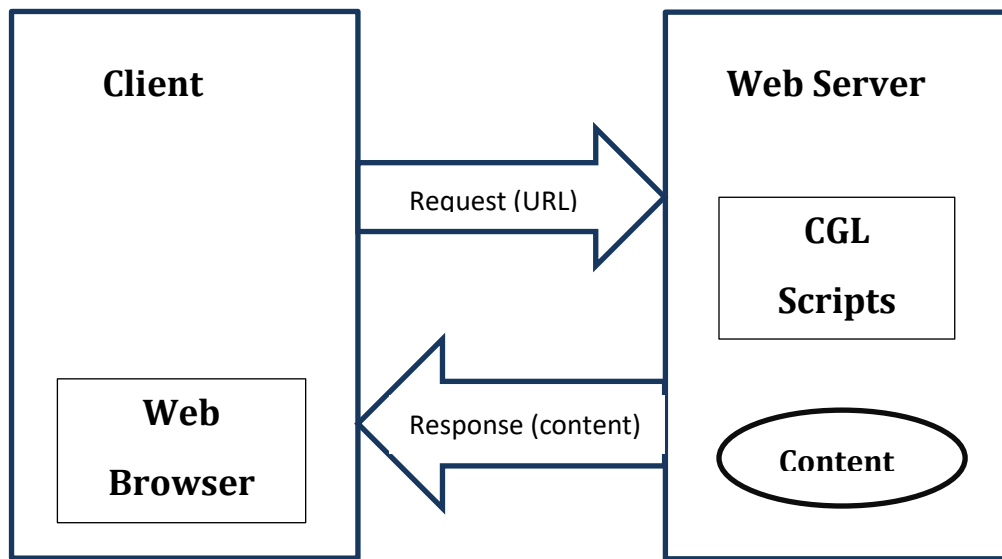 Client
Web Server
Request (URL)
CGL
Scripts
Response (content)
Web
Browser
Content